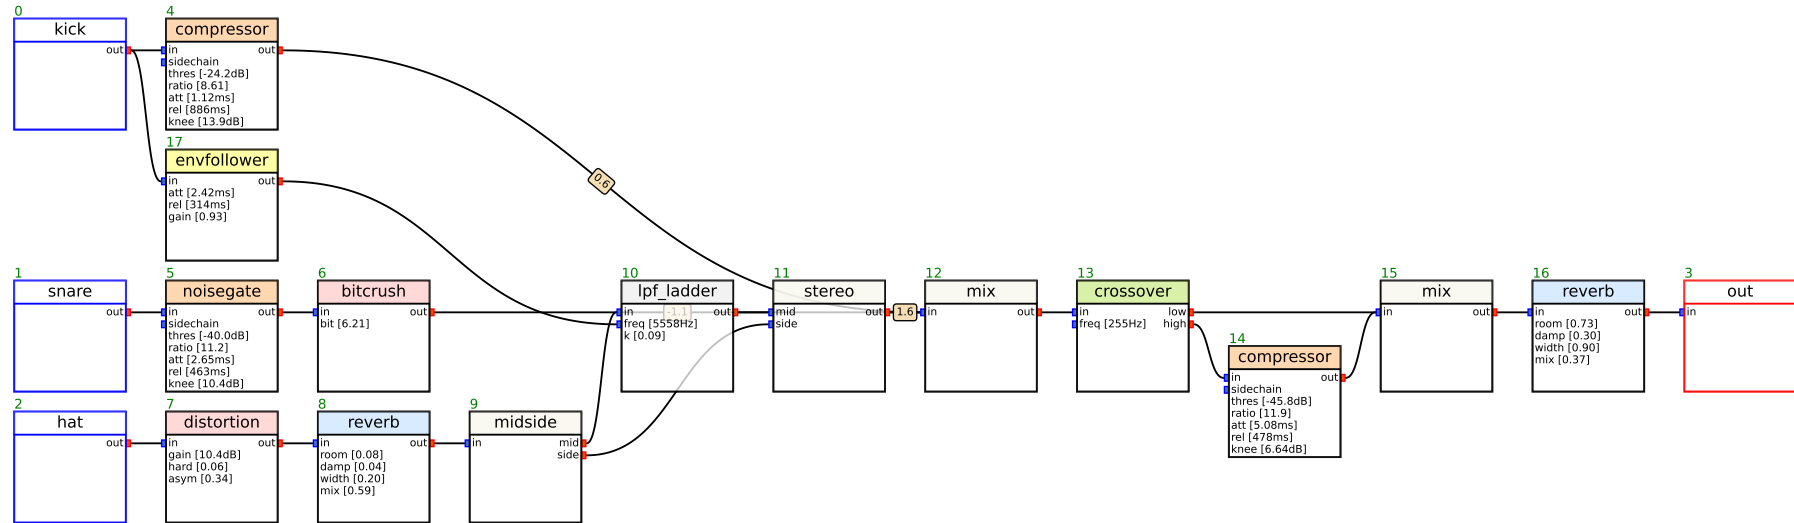 0
kick
out
4
compressor
in out
sidechain
thres [-24.2dB]
ratio [8.61]
att [1.12ms]
rel [886ms]
knee [13.9dB]
17
envfollower
in out
att [2.42ms]
rel [314ms]
gain [0.93]
0.6
1
snare
out
5
noisegate
in out
sidechain
thres [-40.0dB]
ratio [11.2]
att [2.65ms]
rel [463ms]
knee [10.4dB]
6
bitcrush
in out
bit [6.21]
10
lpf_ladder
in out
freq [5558Hz]
k [0.09]
-1.1
11
stereo
mid out
side
1.6
12
mix
in out
13
crossover
in low
freq [255Hz] high
14
compressor
in out
sidechain
thres [-45.8dB]
ratio [11.9]
att [5.08ms]
rel [478ms]
knee [6.64dB]
15
mix
in out
16
reverb
in out
room [0.73]
damp [0.30]
width [0.90]
mix [0.37]
3
out
in
2
hat
out
7
distortion
in out
gain [10.4dB]
hard [0.06]
asym [0.34]
8
reverb
in out
room [0.08]
damp [0.04]
width [0.20]
mix [0.59]
9
midside
in mid
side